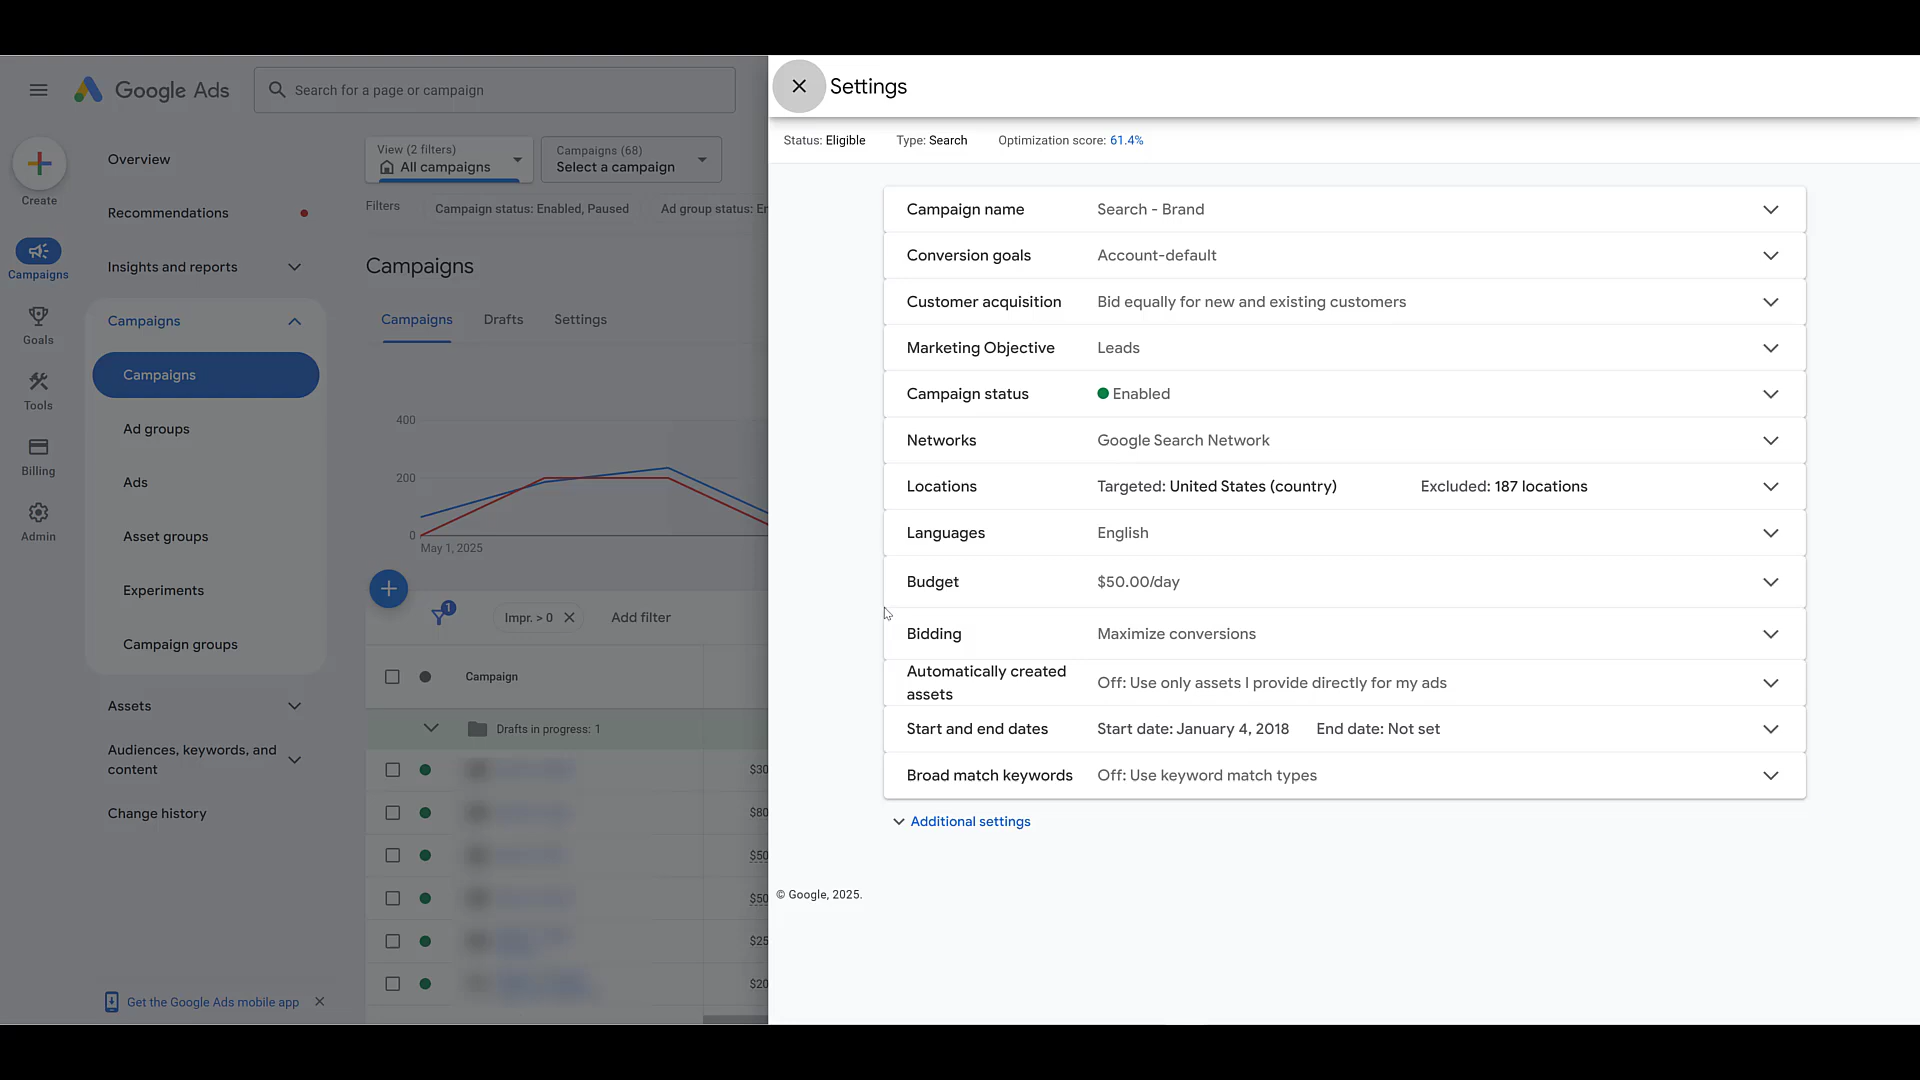 Google Ads
Search for a page or campaign
Create
Campaigns
Goals
Tools
Billing
Admin
Overview
Recommendations
Insights and reports
Campaigns
Campaigns
Ad groups
Ads
Asset groups
Experiments
Campaign groups
Assets
Audiences, keywords, and
content
Change history
Get the Google Ads mobile app
View (2 filters)
All campaigns
Campaigns (68)
Select a campaign
Filters
Campaign status: Enabled, Paused
Ad group status: En
Campaigns
Campaigns
Drafts
Settings
400
200
0
May 1, 2025
1
Impr. > 0
Add filter
Campaign
Drafts in progress: 1
$30
$80
$50
$50
$25
$20
Settings
Status: Eligible
Type: Search
Optimization score: 61.4%
Campaign name Search - Brand
Conversion goals Account-default
Customer acquisition Bid equally for new and existing customers
Marketing Objective Leads
Campaign status Enabled
Networks Google Search Network
Locations Targeted: United States (country) Excluded: 187 locations
Languages English
Budget $50.00/day
Bidding Maximize conversions
Automatically created
assets
Off: Use only assets I provide directly for my ads
Start and end dates Start date: January 4, 2018 End date: Not set
Broad match keywords Off: Use keyword match types
Additional settings
© Google, 2025.